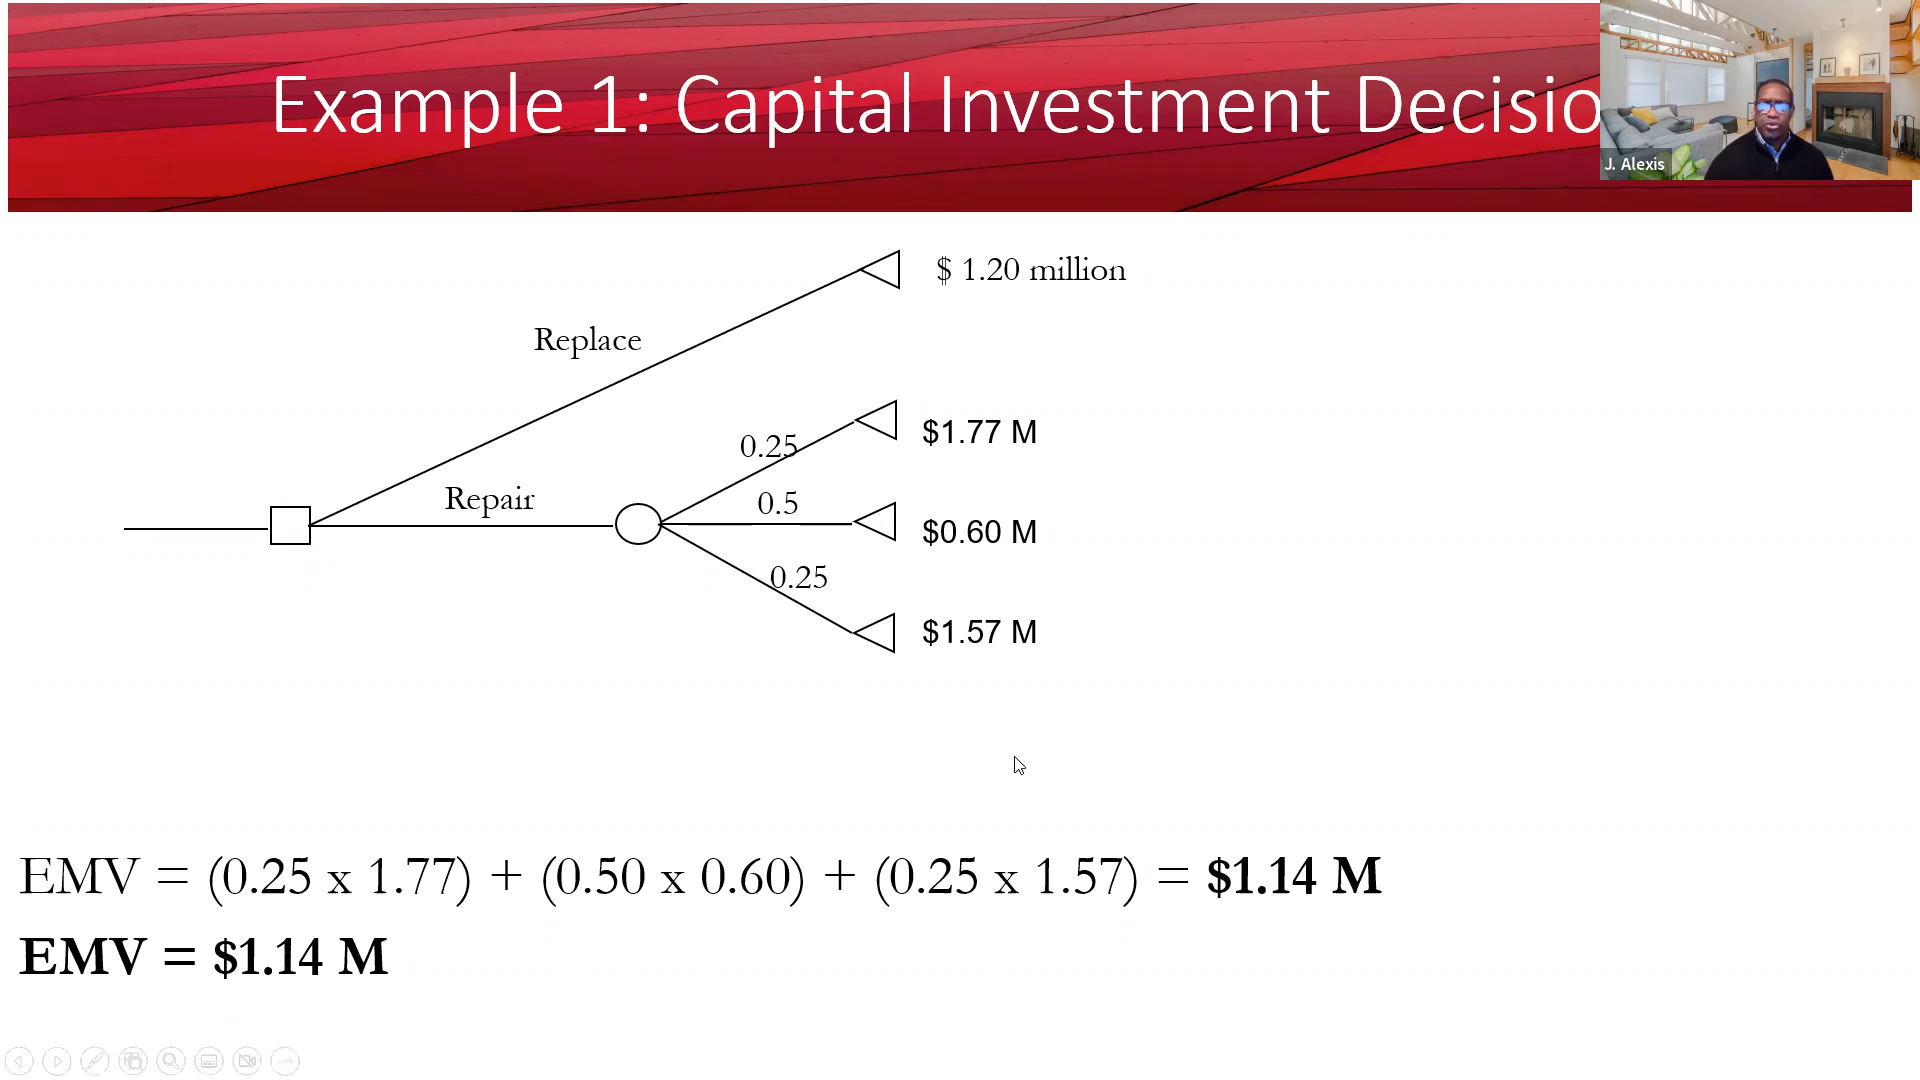 Example 1: Capital Investment Decisio
J. Alexis
$ 1.20 million
Replace
0.25
$1.77 M
Repair
0.5
$0.60 M
0.25
$1.57 M
EMV = (0.25 x 1.77) + (0.50 x 0.60) + (0.25 x 1.57) = $1.14 M
EMV = $1.14 M